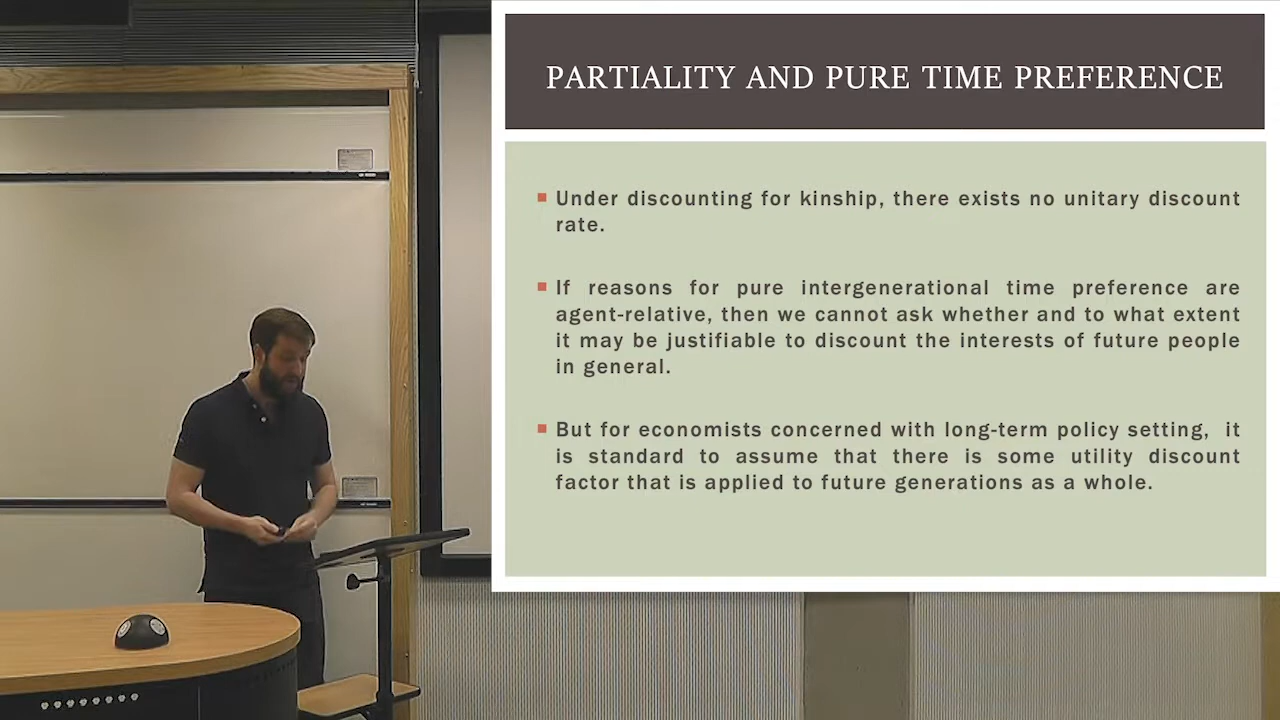 PARTIALITY AND PURE TIME PREFERENCE
Under discounting for kinship, there exists no unitary discount
rate.
If reasons for pure intergenerational time preference are
agent-relative, then we cannot ask whether and to what extent
it may be justifiable to discount the interests of future people
in general.
But for economists concerned with long-term policy setting, it
is standard to assume that there is some utility discount
factor that is applied to future generations as a whole.